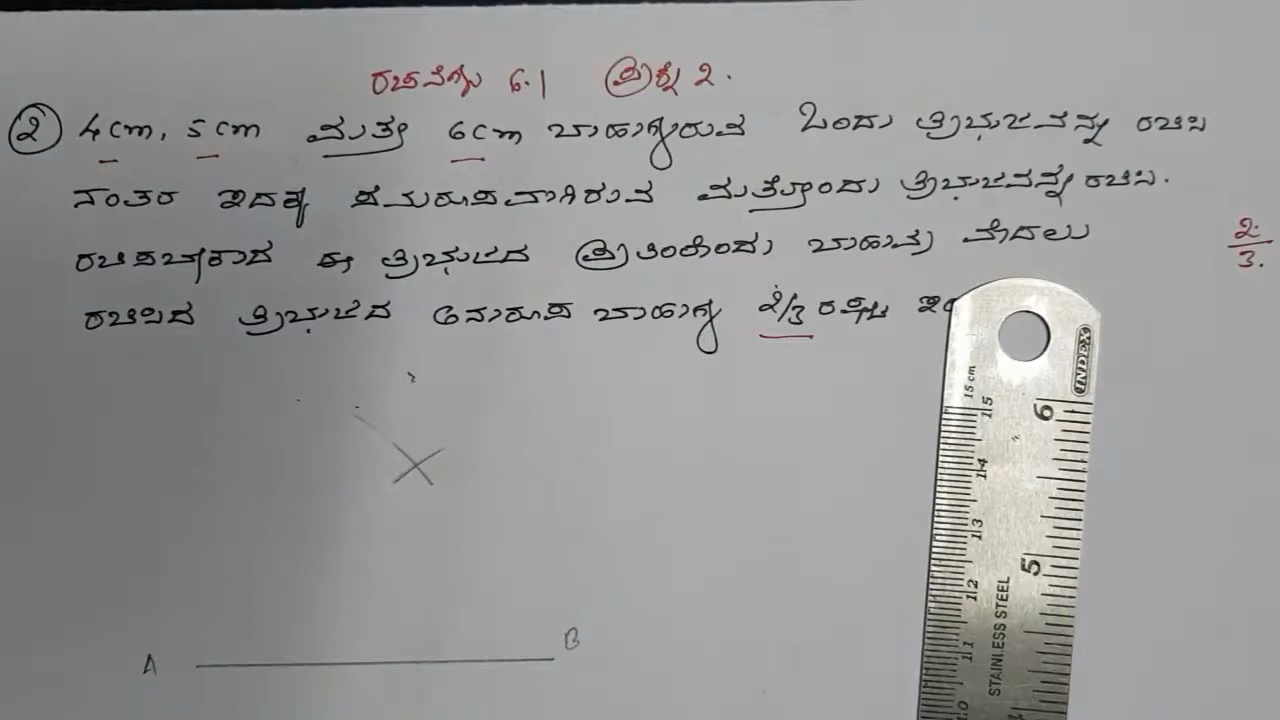 ರಚನೆಗಳು 6.1 ಪ್ರಶ್ನೆ 2.
② 4cm, 5cm ಮತ್ತು 6cm ಬಾಹುಗಳಿರುವ ಒಂದು ತ್ರಿಭುಜವನ್ನು ರಚಿಸಿ
ನಂತರ ಇದಕ್ಕೆ ಸಮರೂಪವಾಗಿರುವ ಮತ್ತೊಂದು ತ್ರಿಭುಜವನ್ನು ರಚಿಸಿ.
ರಚಿಸಬೇಕಾದ ಈ ತ್ರಿಭುಜದ ಪ್ರತಿಯೊಂದು ಬಾಹುವು ಮೊದಲು
ರಚಿಸಿದ ತ್ರಿಭುಜದ ಅನುರೂಪ ಬಾಹುಗಳ 2/3 ರಷ್ಟು
2/3.
A B
INDEX
15 cm
15 14 13 12 11 10
6 5
STAINLESS STEEL